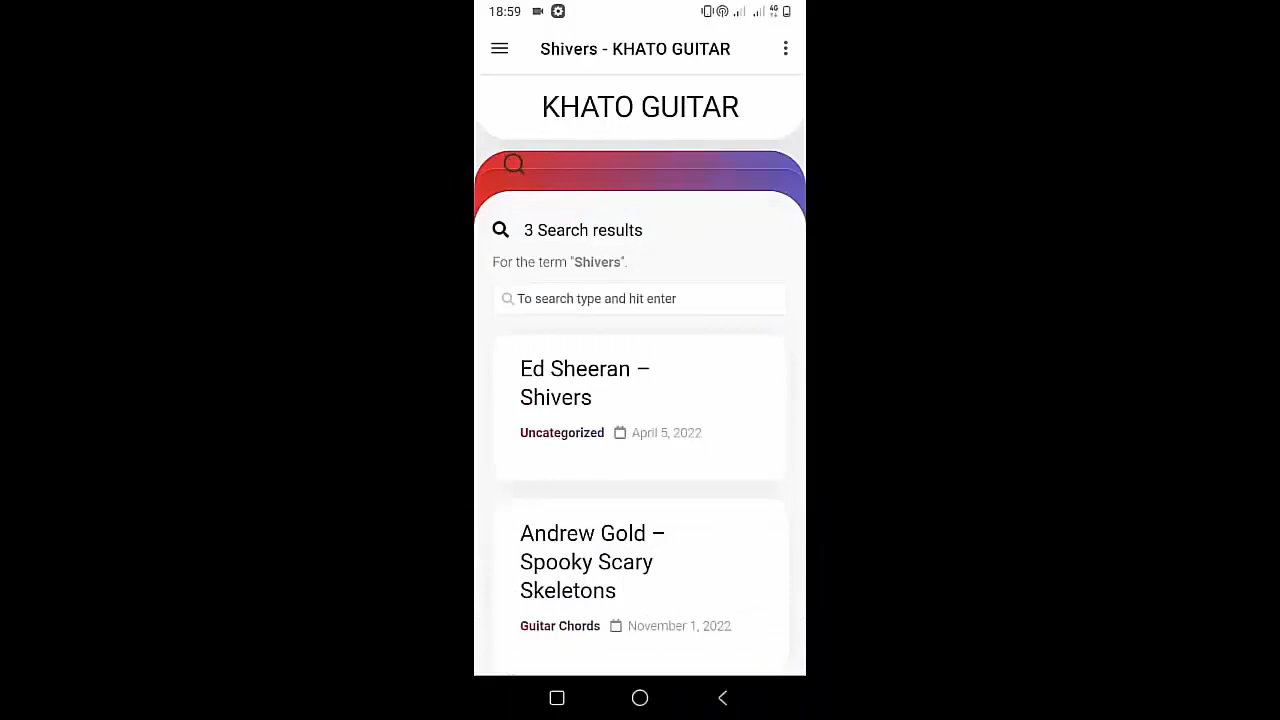 18:59
4G
Shivers - KHATO GUITAR
KHATO GUITAR
3 Search results
For the term "Shivers".
To search type and hit enter
Ed Sheeran –
Shivers
Uncategorized April 5, 2022
Andrew Gold –
Spooky Scary
Skeletons
Guitar Chords November 1, 2022